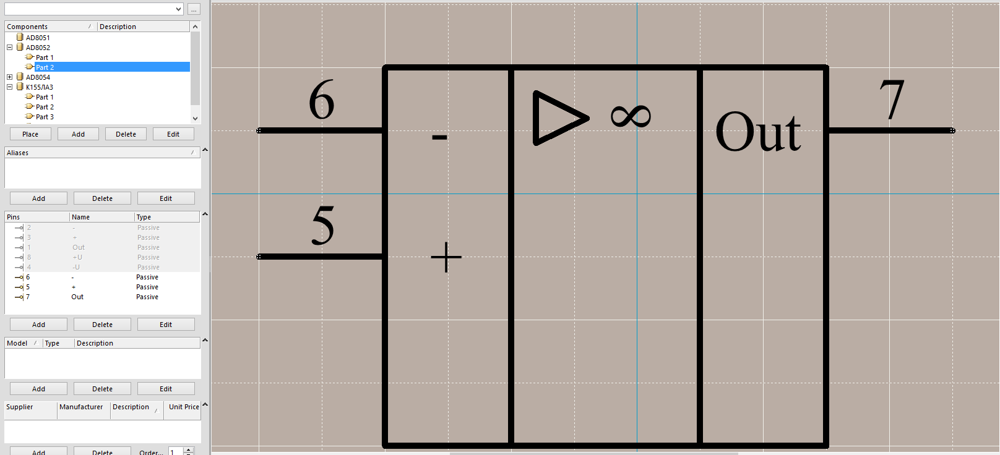 ...
Components Description
AD8051
AD8052
Part 1
Part 2
AD8054
К155ЛА3
Part 1
Part 2
Part 3
Place Add Delete Edit
Aliases
Add Delete Edit
Pins Name Type
2 - Passive
3 + Passive
1 Out Passive
8 +U Passive
4 -U Passive
6 - Passive
5 + Passive
7 Out Passive
Add Delete Edit
Model Type Description
Add Delete Edit
Supplier Manufacturer Description Unit Price
Add Delete Order... 1
6 7
- ∞ Out
5
+